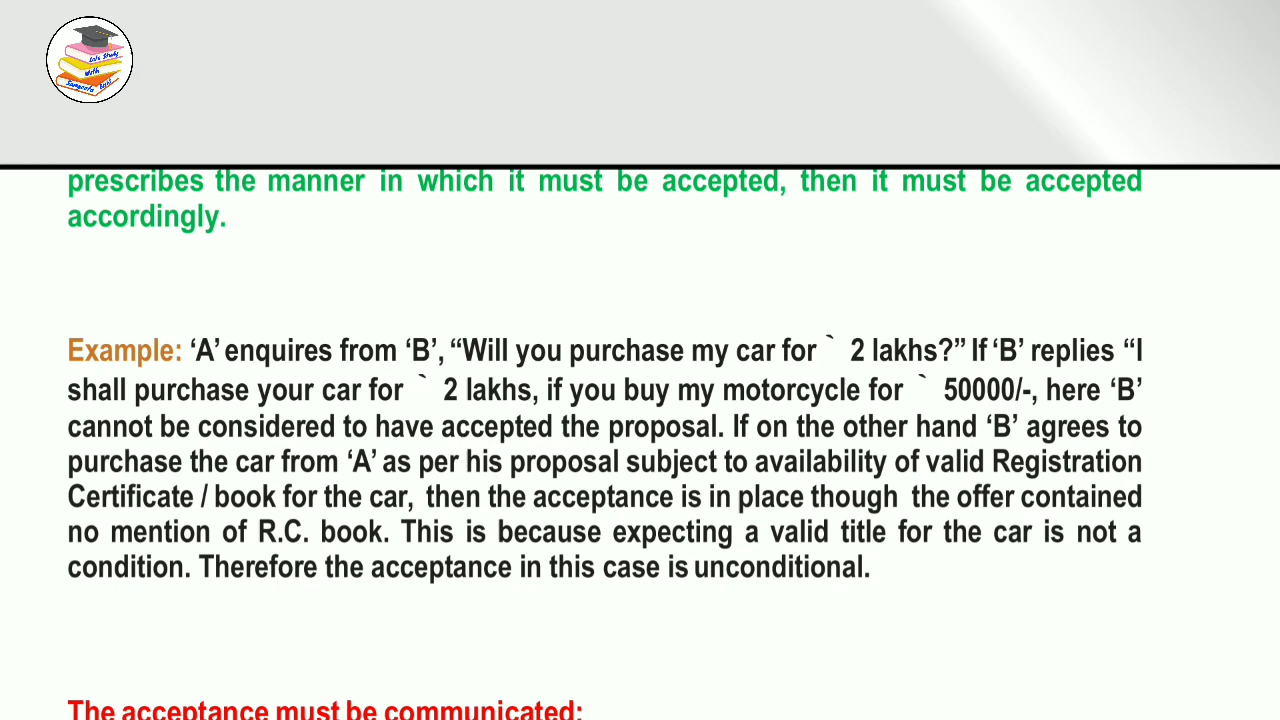 Lets Study
With
Sangeeta
prescribes the manner in which it must be accepted, then it must be accepted
accordingly.
Example: ‘A’ enquires from ‘B’, “Will you purchase my car for ` 2 lakhs?” If ‘B’ replies “I
shall purchase your car for ` 2 lakhs, if you buy my motorcycle for ` 50000/-, here ‘B’
cannot be considered to have accepted the proposal. If on the other hand ‘B’ agrees to
purchase the car from ‘A’ as per his proposal subject to availability of valid Registration
Certificate / book for the car, then the acceptance is in place though the offer contained
no mention of R.C. book. This is because expecting a valid title for the car is not a
condition. Therefore the acceptance in this case is unconditional.
The acceptance must be communicated: